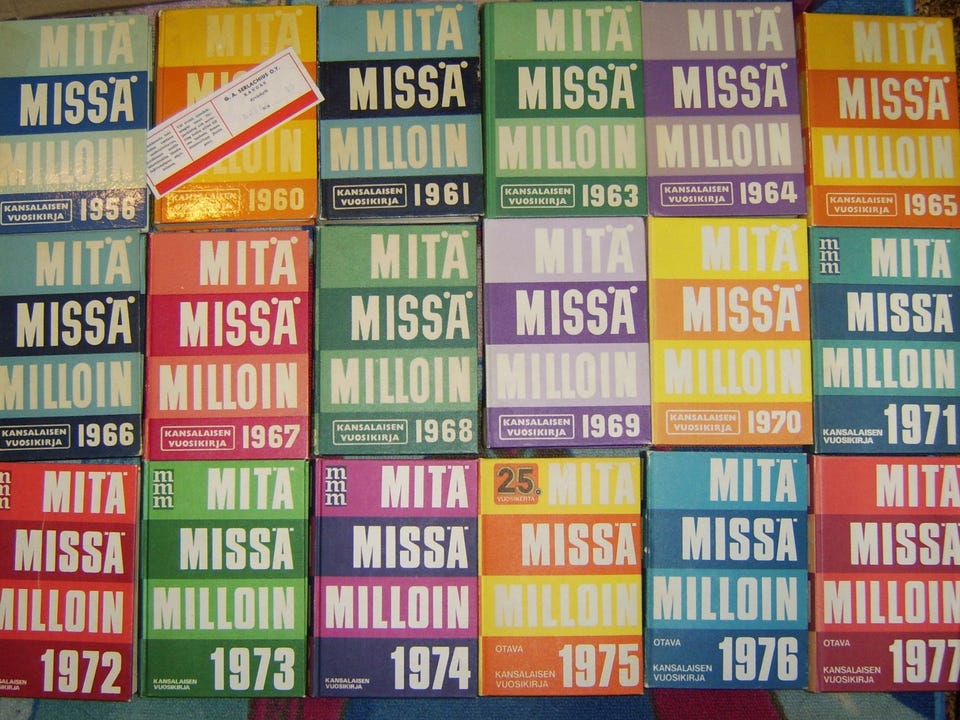 MITÄ
MISSÄ
MILLOIN
KANSALAISEN
VUOSIKIRJA
1956
MITÄ
MILLOIN
KANSALAISEN
1960
G. A. SERLACHIUS O.Y.
MITÄ
MISSÄ
MILLOIN
KANSALAISEN
VUOSIKIRJA
1961
MITÄ
MISSÄ
MILLOIN
KANSALAISEN
VUOSIKIRJA
1963
MITÄ
MISSÄ
MILLOIN
KANSALAISEN
VUOSIKIRJA
1964
MITÄ
MISSÄ
MILLOIN
KANSALAISEN
VUOSIKIRJA
1965
MITÄ
MISSÄ
MILLOIN
KANSALAISEN
VUOSIKIRJA
1966
MITÄ
MISSÄ
MILLOIN
KANSALAISEN
VUOSIKIRJA
1967
MITÄ
MISSÄ
MILLOIN
KANSALAISEN
VUOSIKIRJA
1968
MITÄ
MISSÄ
MILLOIN
KANSALAISEN
VUOSIKIRJA
1969
MITÄ
MISSÄ
MILLOIN
KANSALAISEN
VUOSIKIRJA
1970
m
m
m
MITÄ
MISSÄ
MILLOIN
KANSALAISEN
VUOSIKIRJA
1971
m
m
m
MITÄ
MISSÄ
MILLOIN
KANSALAISEN
VUOSIKIRJA
1972
m
m
m
MITÄ
MISSÄ
MILLOIN
KANSALAISEN
VUOSIKIRJA
1973
m
m
m
MITÄ
MISSÄ
MILLOIN
KANSALAISEN
VUOSIKIRJA
1974
25.
VUOSIKERTA
MITÄ
MISSÄ
MILLOIN
OTAVA
KANSALAISEN
VUOSIKIRJA
1975
MITÄ
MISSÄ
MILLOIN
OTAVA
KANSALAISEN
VUOSIKIRJA
1976
MITÄ
MISSÄ
MILLOIN
OTAVA
KANSALAISEN
VUOSIKIRJA
1977